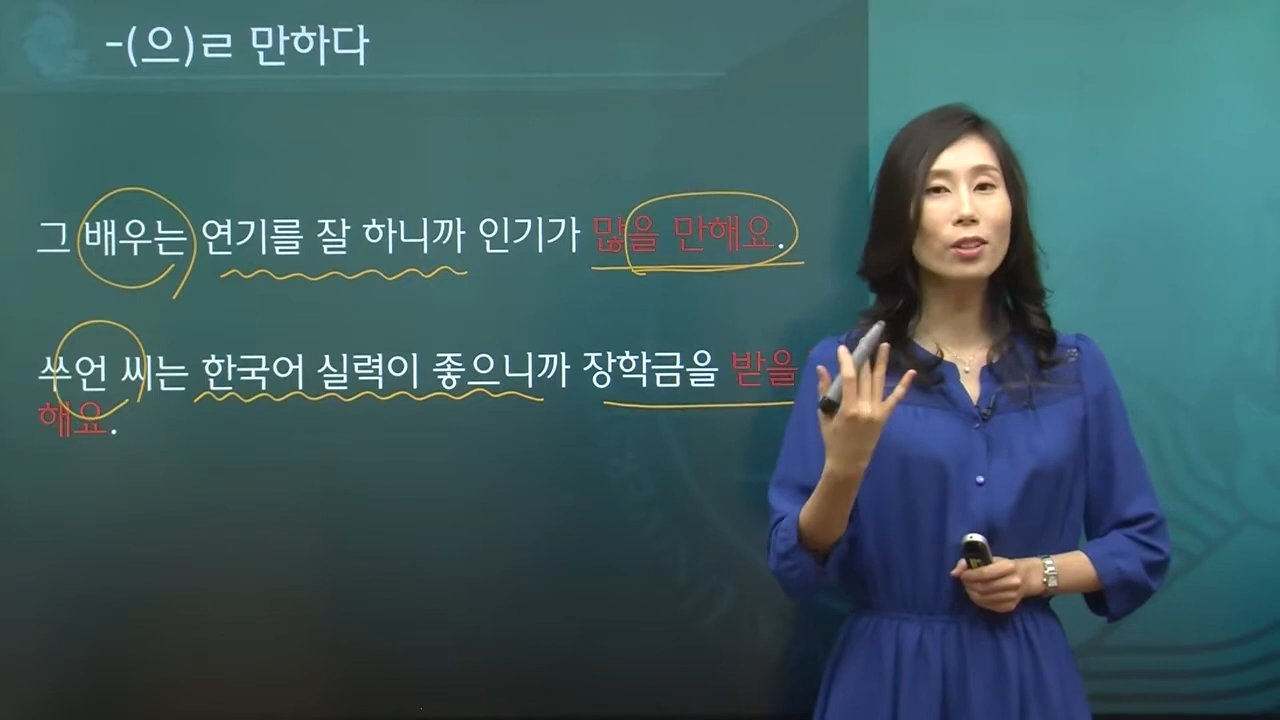 -(으)ㄹ 만하다
그 배우는 연기를 잘 하니까 인기가 많을 만해요.
쓰언 씨는 한국어 실력이 좋으니까 장학금을 받을
해요.